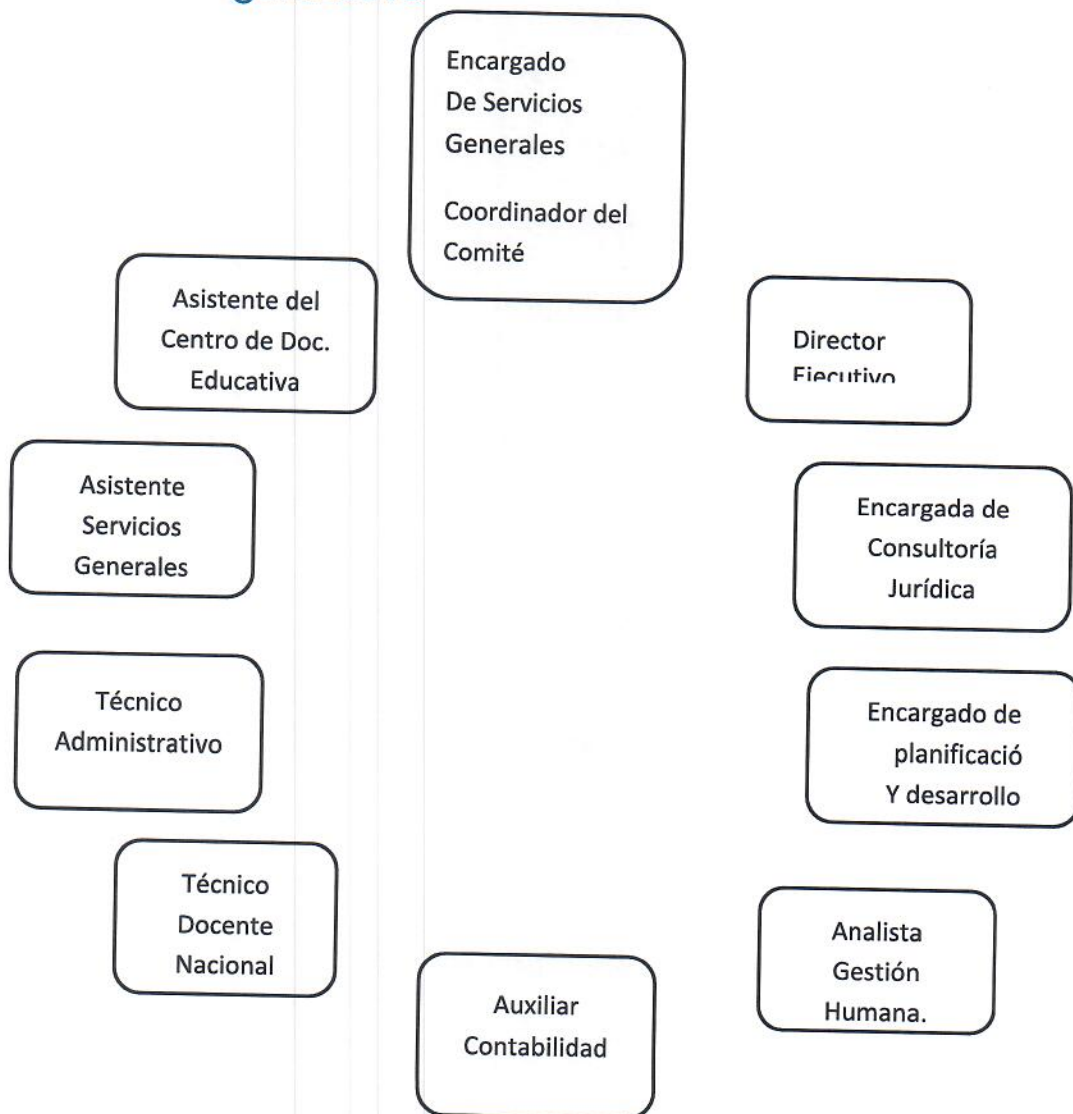 Encargado
De Servicios
Generales
Coordinador del
Comité
Asistente del
Centro de Doc.
Educativa
Director
Ejecutivo
Asistente
Servicios
Generales
Encargada de
Consultoría
Jurídica
Técnico
Administrativo
Encargado de
planificació
Y desarrollo
Técnico
Docente
Nacional
Analista
Gestión
Humana.
Auxiliar
Contabilidad